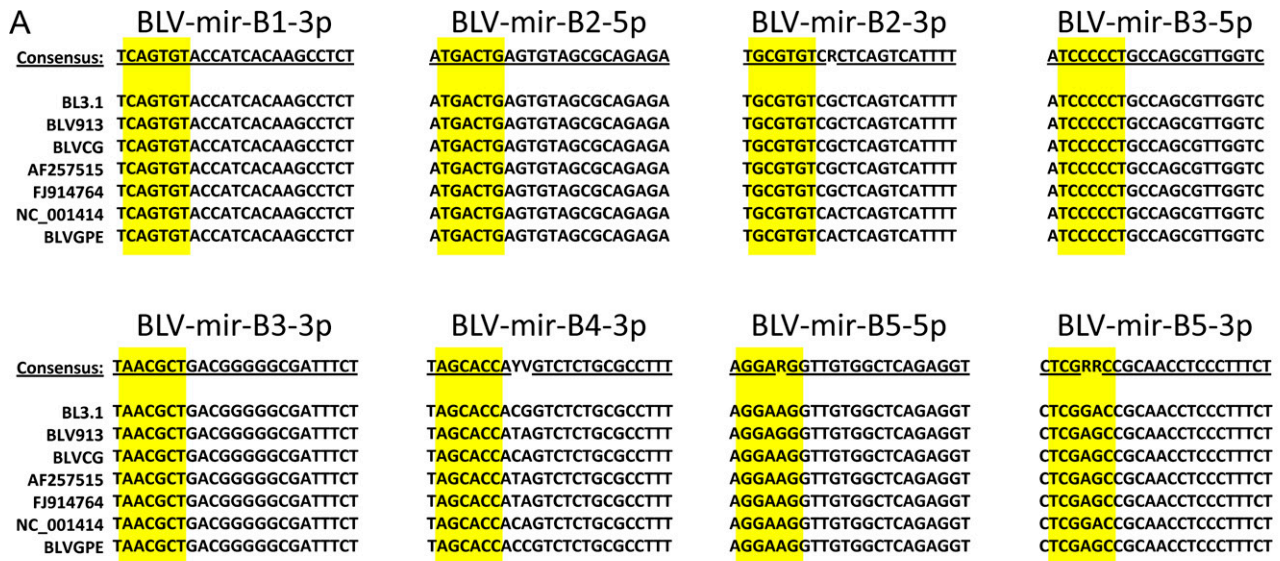 A
BLV-mir-B1-3p BLV-mir-B2-5p BLV-mir-B2-3p BLV-mir-B3-5p
Consensus: TCAGTGTACCATCACAAGCCTCT ATGACTGAGTGTAGCGCAGAGA TGCGTGTCRCTCAGTCATTTT ATCCCCCTGCCAGCGTTGGTC
BL3.1 TCAGTGTACCATCACAAGCCTCT ATGACTGAGTGTAGCGCAGAGA TGCGTGTCGCTCAGTCATTTT ATCCCCCTGCCAGCGTTGGTC
BLV913 TCAGTGTACCATCACAAGCCTCT ATGACTGAGTGTAGCGCAGAGA TGCGTGTCGCTCAGTCATTTT ATCCCCCTGCCAGCGTTGGTC
BLVCG TCAGTGTACCATCACAAGCCTCT ATGACTGAGTGTAGCGCAGAGA TGCGTGTCGCTCAGTCATTTT ATCCCCCTGCCAGCGTTGGTC
AF257515 TCAGTGTACCATCACAAGCCTCT ATGACTGAGTGTAGCGCAGAGA TGCGTGTCGCTCAGTCATTTT ATCCCCCTGCCAGCGTTGGTC
FJ914764 TCAGTGTACCATCACAAGCCTCT ATGACTGAGTGTAGCGCAGAGA TGCGTGTCGCTCAGTCATTTT ATCCCCCTGCCAGCGTTGGTC
NC_001414 TCAGTGTACCATCACAAGCCTCT ATGACTGAGTGTAGCGCAGAGA TGCGTGTCACTCAGTCATTTT ATCCCCCTGCCAGCGTTGGTC
BLVGPE TCAGTGTACCATCACAAGCCTCT ATGACTGAGTGTAGCGCAGAGA TGCGTGTCACTCAGTCATTTT ATCCCCCTGCCAGCGTTGGTC
BLV-mir-B3-3p BLV-mir-B4-3p BLV-mir-B5-5p BLV-mir-B5-3p
Consensus: TAACGCTGACGGGGGCGATTTCT TAGCACCAYVGTCTCTGCGCCTTT AGGARGGTTGTGGCTCAGAGGT CTCGRRCCGCAACCTCCCTTTCT
BL3.1 TAACGCTGACGGGGGCGATTTCT TAGCACCACGGTCTCTGCGCCTTT AGGAAGGTTGTGGCTCAGAGGT CTCGGACCGCAACCTCCCTTTCT
BLV913 TAACGCTGACGGGGGCGATTTCT TAGCACCATAGTCTCTGCGCCTTT AGGAGGGTTGTGGCTCAGAGGT CTCGAGCCGCAACCTCCCTTTCT
BLVCG TAACGCTGACGGGGGCGATTTCT TAGCACCACAGTCTCTGCGCCTTT AGGAAGGTTGTGGCTCAGAGGT CTCGAGCCGCAACCTCCCTTTCT
AF257515 TAACGCTGACGGGGGCGATTTCT TAGCACCATAGTCTCTGCGCCTTT AGGAAGGTTGTGGCTCAGAGGT CTCGAGCCGCAACCTCCCTTTCT
FJ914764 TAACGCTGACGGGGGCGATTTCT TAGCACCATAGTCTCTGCGCCTTT AGGAAGGTTGTGGCTCAGAGGT CTCGAGCCGCAACCTCCCTTTCT
NC_001414 TAACGCTGACGGGGGCGATTTCT TAGCACCACAGTCTCTGCGCCTTT AGGAAGGTTGTGGCTCAGAGGT CTCGGACCGCAACCTCCCTTTCT
BLVGPE TAACGCTGACGGGGGCGATTTCT TAGCACCACCGTCTCTGCGCCTTT AGGAAGGTTGTGGCTCAGAGGT CTCGAGCCGCAACCTCCCTTTCT